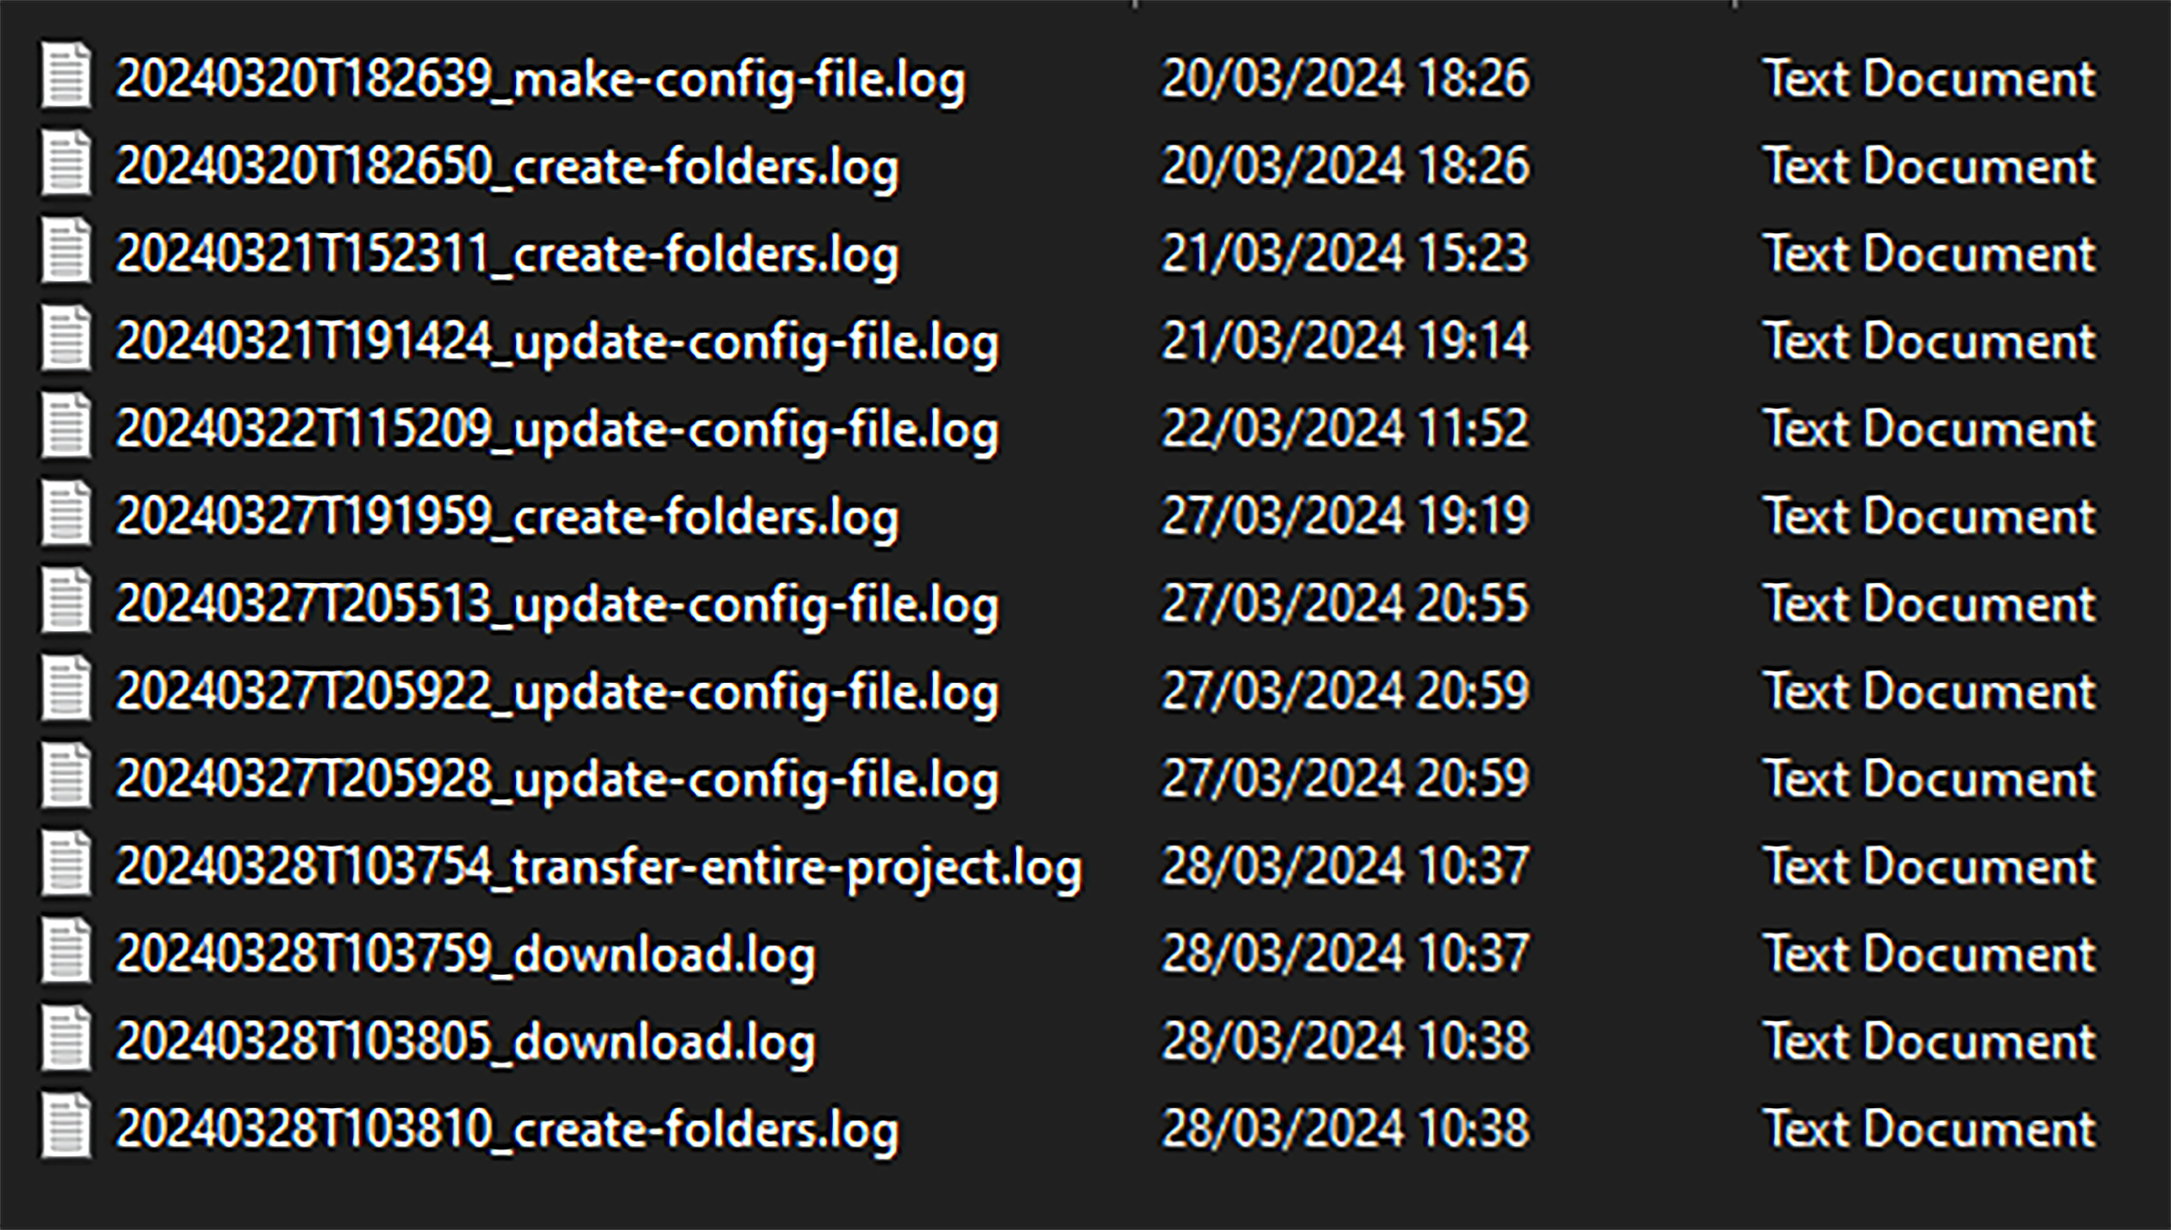 20240320T182639_make-config-file.log 20/03/2024 18:26 Text Document
20240320T182650_create-folders.log 20/03/2024 18:26 Text Document
20240321T152311_create-folders.log 21/03/2024 15:23 Text Document
20240321T191424_update-config-file.log 21/03/2024 19:14 Text Document
20240322T115209_update-config-file.log 22/03/2024 11:52 Text Document
20240327T191959_create-folders.log 27/03/2024 19:19 Text Document
20240327T205513_update-config-file.log 27/03/2024 20:55 Text Document
20240327T205922_update-config-file.log 27/03/2024 20:59 Text Document
20240327T205928_update-config-file.log 27/03/2024 20:59 Text Document
20240328T103754_transfer-entire-project.log 28/03/2024 10:37 Text Document
20240328T103759_download.log 28/03/2024 10:37 Text Document
20240328T103805_download.log 28/03/2024 10:38 Text Document
20240328T103810_create-folders.log 28/03/2024 10:38 Text Document